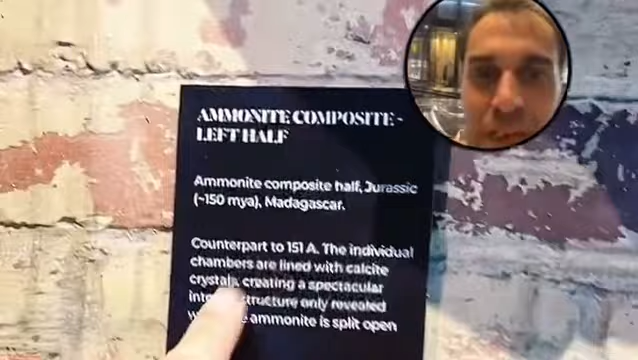 AMMONITE COMPOSITE -
LEFT HALF
Ammonite composite half, Jurassic
(~150 mya), Madagascar.
Counterpart to 151 A. The individual
chambers are lined with calcite
crystals, creating a spectacular
structure only revealed
ammonite is split open